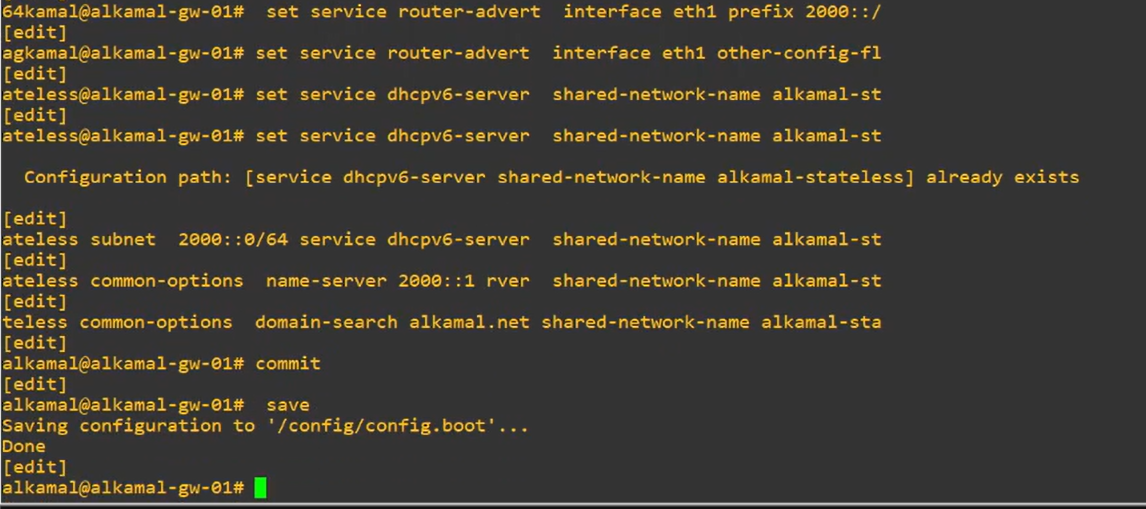 64kamal@alkamal-gw-01#  set service router-advert  interface eth1 prefix 2000::/
[edit]
agkamal@alkamal-gw-01# set service router-advert  interface eth1 other-config-fl
[edit]
ateless@alkamal-gw-01# set service dhcpv6-server  shared-network-name alkamal-st
[edit]
ateless@alkamal-gw-01# set service dhcpv6-server  shared-network-name alkamal-st
Configuration path: [service dhcpv6-server shared-network-name alkamal-stateless] already exists
[edit]
ateless subnet  2000::0/64 service dhcpv6-server  shared-network-name alkamal-st
[edit]
ateless common-options  name-server 2000::1 rver  shared-network-name alkamal-st
[edit]
teless common-options  domain-search alkamal.net shared-network-name alkamal-sta
[edit]
alkamal@alkamal-gw-01# commit
[edit]
alkamal@alkamal-gw-01#  save
Saving configuration to '/config/config.boot'...
Done
[edit]
alkamal@alkamal-gw-01#